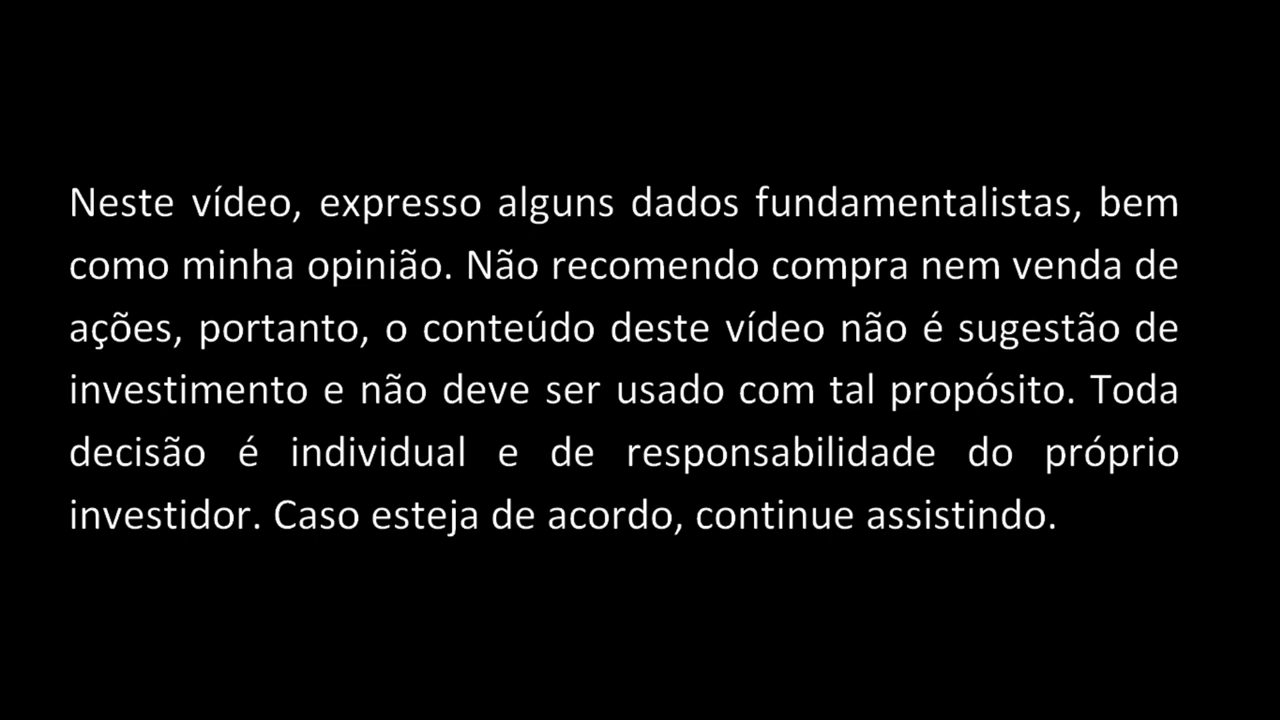 Neste vídeo, expresso alguns dados fundamentalistas, bem
como minha opinião. Não recomendo compra nem venda de
ações, portanto, o conteúdo deste vídeo não é sugestão de
investimento e não deve ser usado com tal propósito. Toda
decisão é individual e de responsabilidade do próprio
investidor. Caso esteja de acordo, continue assistindo.